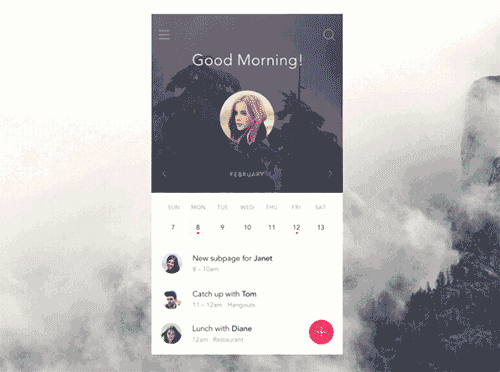 Good Morning!
FEBRUARY
SUN MON TUE WED THU FRI SAT
7 8 9 10 11 12 13
New subpage for Janet
8 – 10am
Catch up with Tom
11 – 12am Hangouts
Lunch with Diane
12am Restaurant